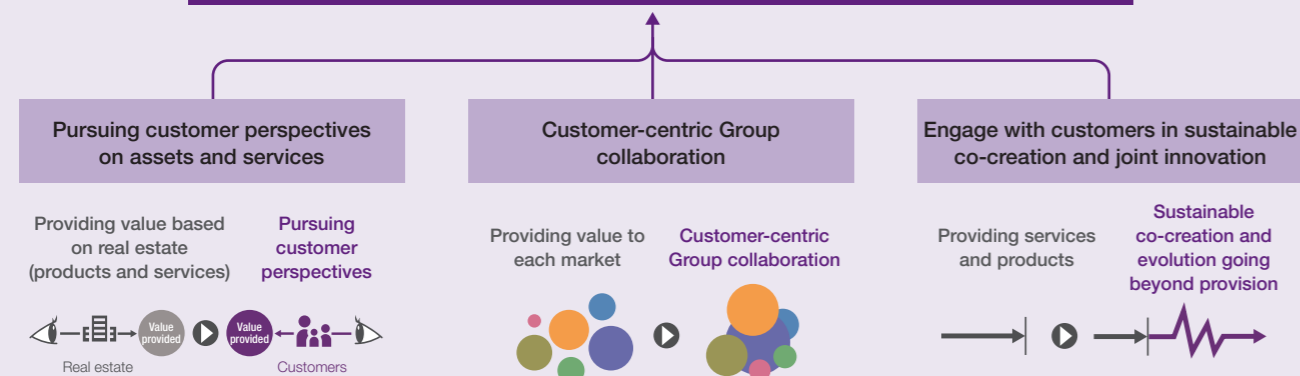 Pursuing customer perspectives
on assets and services
Providing value based
on real estate
(products and services)
Pursuing
customer
perspectives
Value
provided
Value
provided
Real estate
Customers
Customer-centric Group
collaboration
Providing value to
each market
Customer-centric
Group collaboration
Engage with customers in sustainable
co-creation and joint innovation
Providing services
and products
Sustainable
co-creation and
evolution going
beyond provision